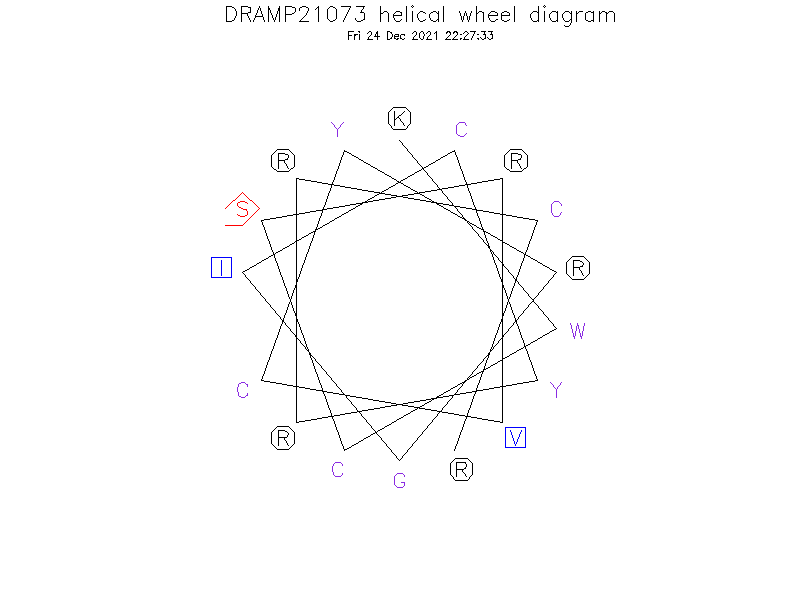 DRAMP21073 helical wheel diagram
Fri 24 Dec 2021 22:27:33
K
Y C
R R
S C
I R
W
C Y
R V
C R
G